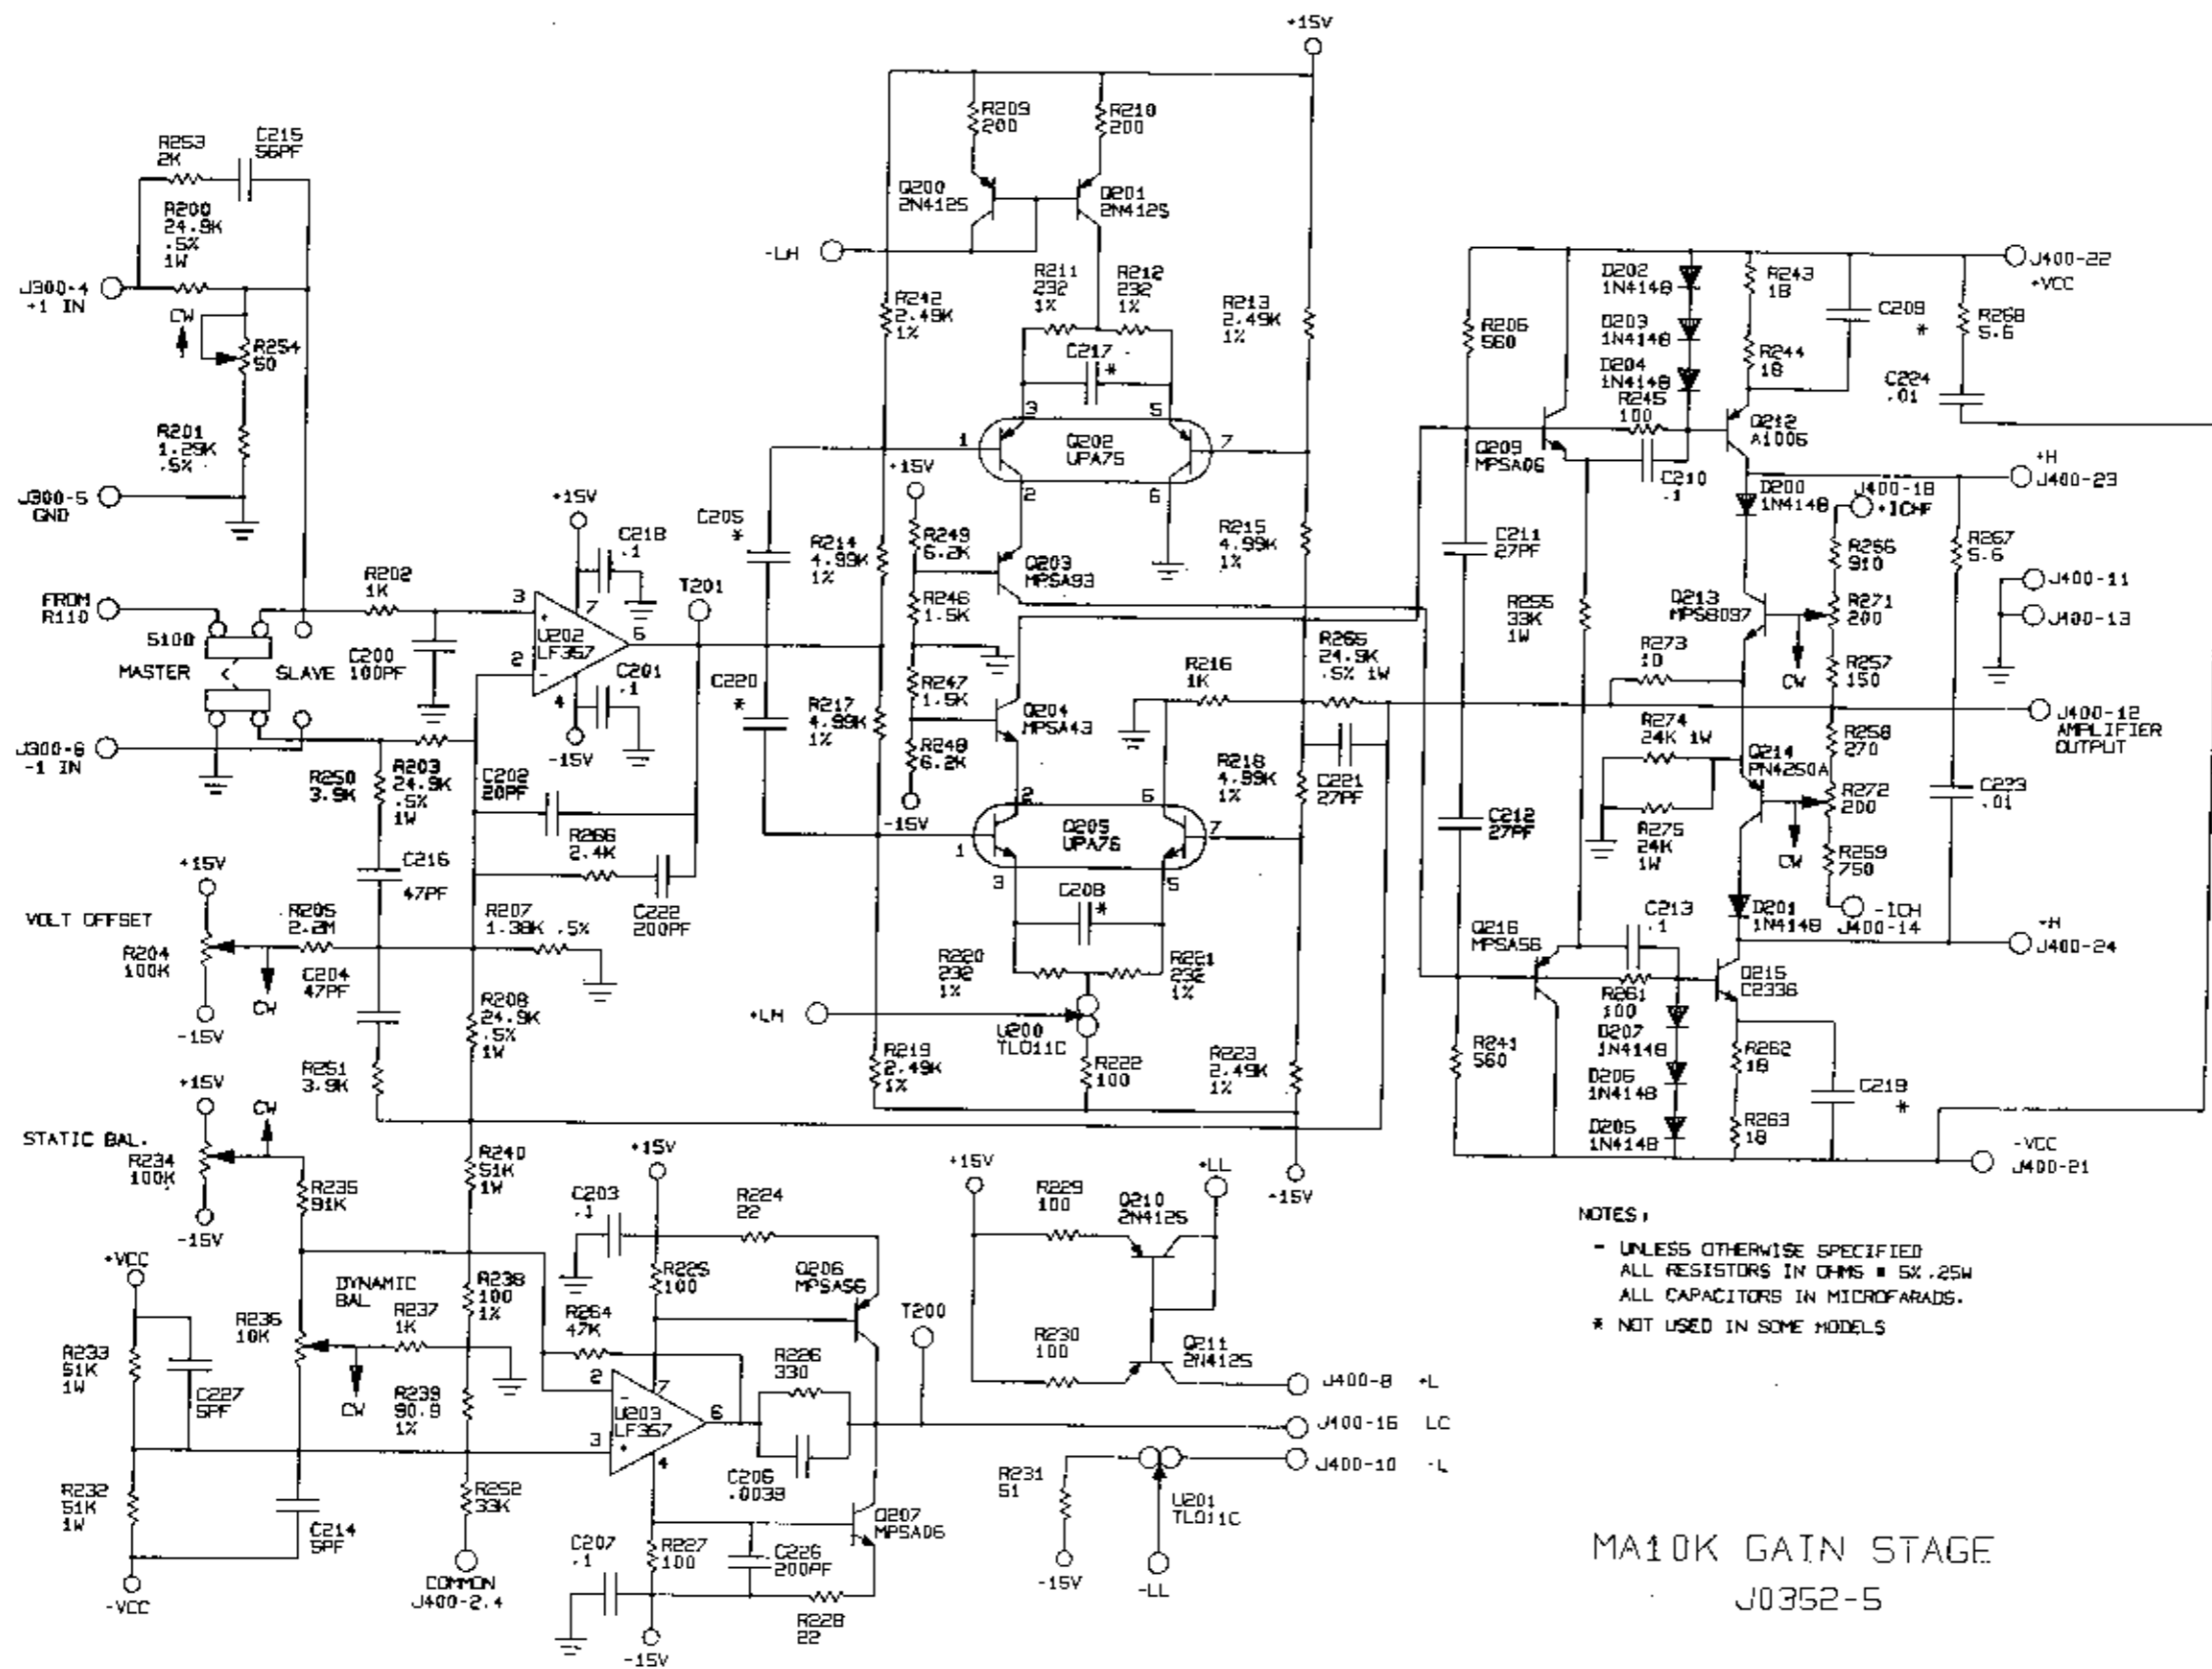 +15V
R209
200
R210
200
R253
2K
C215
56PF
Q200
2N4125
Q201
2N4125
R200
24.9K
.5%
1W
-LH
J300-4
+1 IN
CW
R254
50
R201
1.29K
.5%
J300-5
GND
R242
2.49K
1%
R211
232
1%
R212
232
1%
R213
2.49K
1%
C217
*
3
5
1
Q202
UPA75
7
2
6
+15V
C218
.1
C205
*
R214
4.99K
1%
+15V
R249
6.2K
R215
4.99K
1%
Q203
MPSA93
R246
1.5K
FROM
R110
R202
1K
3
7
T201
S100
MASTER
SLAVE
C200
100PF
+
U202
LF357
6
2
-
4
C201
.1
-15V
J300-6
-1 IN
C220
*
R217
4.99K
1%
R247
1.5K
Q204
MPSA43
R248
6.2K
-15V
R216
1K
R265
24.9K
.5% 1W
R218
4.99K
1%
C221
27PF
R250
3.9K
R203
24.9K
.5%
1W
C202
20PF
R266
2.4K
C222
200PF
2
6
1
Q205
UPA76
7
3
5
C208
*
C216
47PF
+15V
VOLT OFFSET
R204
100K
R205
2.2M
R207
1.38K .5%
CW
-15V
C204
47PF
R208
24.9K
.5%
1W
R220
232
1%
R221
232
1%
+LH
U200
TL011C
R219
2.49K
1%
R222
100
R223
2.49K
1%
R251
3.9K
+15V
CW
STATIC BAL.
R234
100K
-15V
R235
91K
R240
51K
1W
+15V
C203
.1
R224
22
+15V
R229
100
+LL
Q210
2N4125
+15V
+VCC
DYNAMIC
BAL
R236
10K
R237
1K
R238
100
1%
R225
100
Q206
MPSA56
R264
47K
T200
R233
51K
1W
C227
5PF
CW
R239
90.9
1%
2
7
-
U203
LF357
6
3
+
4
R226
330
C206
.0039
R230
100
Q211
2N4125
J400-8 +L
J400-16 LC
J400-10 -L
R231
51
U201
TL011C
-15V
-LL
R232
51K
1W
C214
5PF
R252
33K
-VCC
COMMON
J400-2.4
C207
.1
R227
100
C226
200PF
Q207
MPSA06
R228
22
-15V
J400-22
+VCC
D202
1N4148
R243
18
C209
*
R268
5.6
R206
560
D203
1N4148
D204
1N4148
R244
18
C224
.01
R245
100
Q209
MPSA06
Q212
A1006
C210
.1
+H
J400-23
D200
1N4148
J400-18
+ICHF
C211
27PF
R256
910
R267
5.6
J400-11
J400-13
R255
33K
1W
Q213
MPS8097
R271
200
R273
10
CW
R257
150
J400-12
AMPLIFIER
OUTPUT
R274
24K 1W
Q214
PN4250A
R258
270
R272
200
C223
.01
C212
27PF
R275
24K
1W
CW
R259
750
-ICH
J400-14
Q216
MPSA56
C213
.1
D201
1N4148
+H
J400-24
R261
100
Q215
C2336
D207
1N4148
R241
560
R262
18
D206
1N4148
C219
*
D205
1N4148
R263
18
-VCC
J400-21
NOTES:
- UNLESS OTHERWISE SPECIFIED
ALL RESISTORS IN OHMS 5% .25W
ALL CAPACITORS IN MICROFARADS.
* NOT USED IN SOME MODELS
MA10K GAIN STAGE
J0352-5